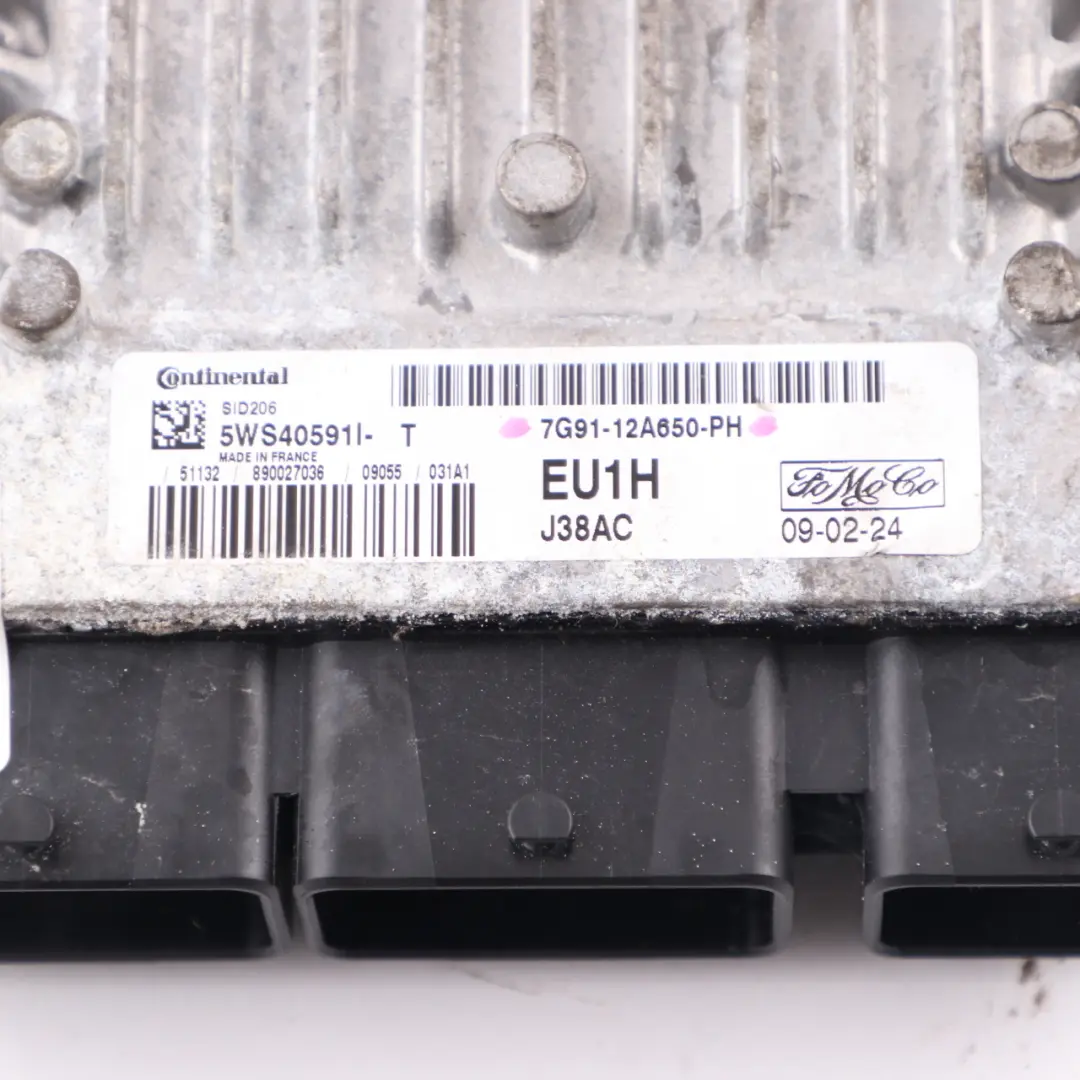 Continental
SID206
5WS40591I- T
MADE IN FRANCE
/ 51132 / 890027036 / 09055 / 031A1
7G91-12A650-PH
EU1H
J38AC
FoMoCo
09-02-24